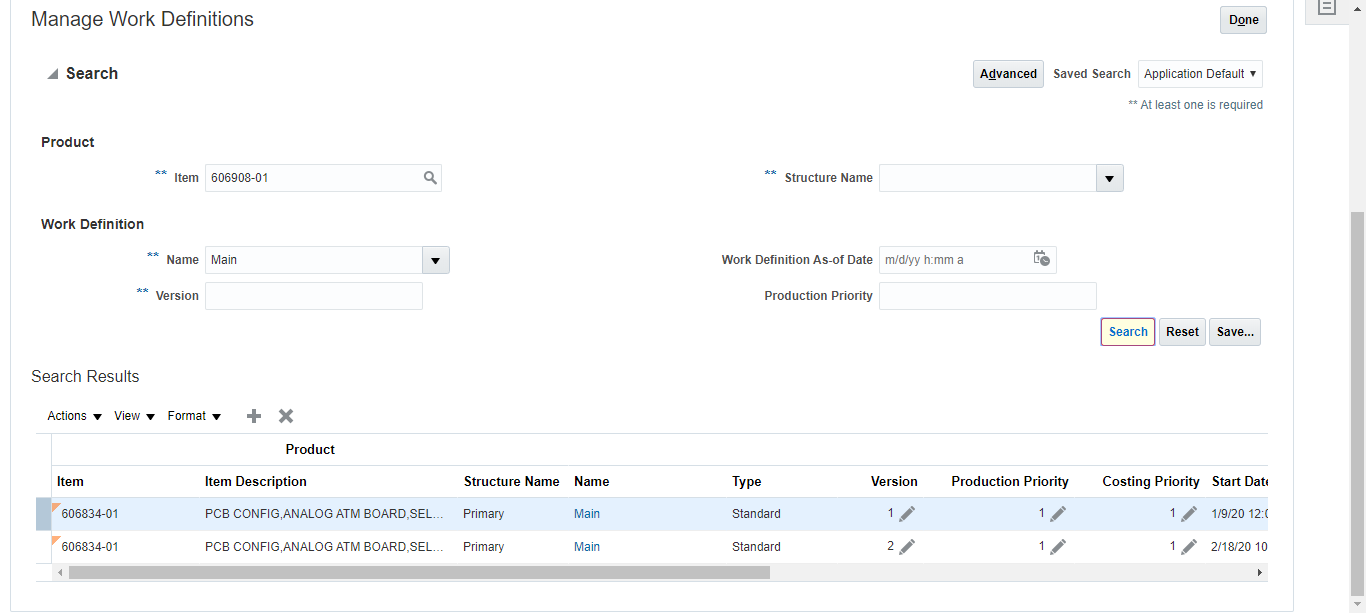 Manage Work Definitions
Done
Search
Advanced Saved Search Application Default
** At least one is required
Product
** Item 606908-01 ** Structure Name
Work Definition
** Name Main Work Definition As-of Date m/d/yy h:mm a
** Version Production Priority
Search Reset Save...
Search Results
Actions View Format
Product
Item Item Description Structure Name Name Type Version Production Priority Costing Priority Start Date
606834-01 PCB CONFIG,ANALOG ATM BOARD,SEL... Primary Main Standard 1 1 1 1/9/20 12:0
606834-01 PCB CONFIG,ANALOG ATM BOARD,SEL... Primary Main Standard 2 1 1 2/18/20 10